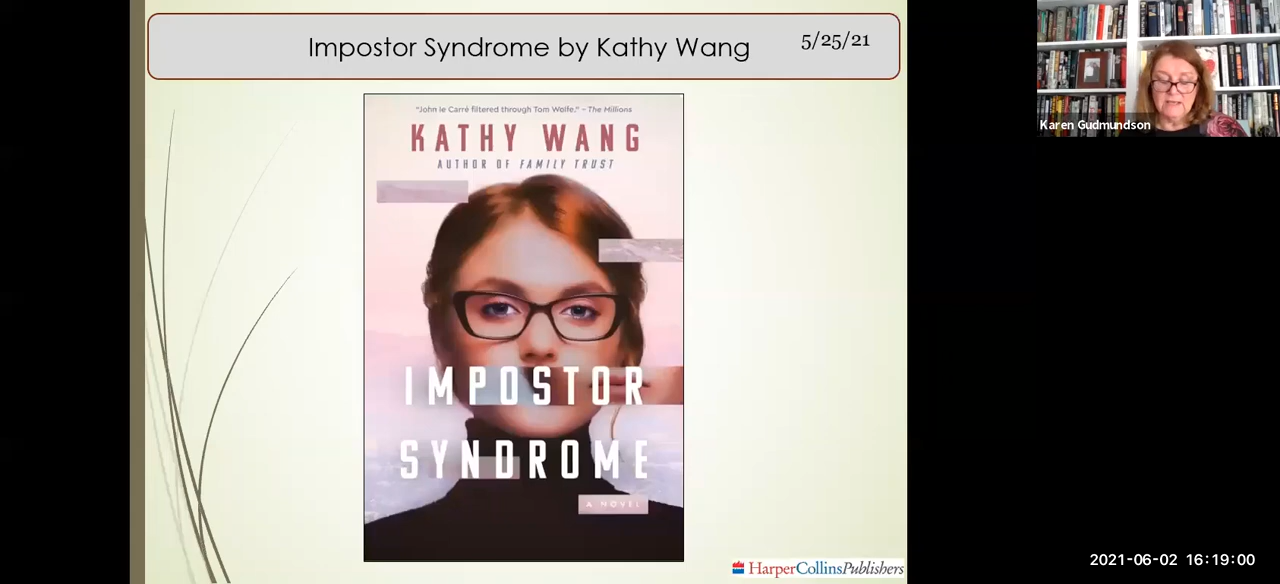 Impostor Syndrome by Kathy Wang
5/25/21
"John le Carré filtered through Tom Wolfe." – The Millions
KATHY WANG
AUTHOR OF FAMILY TRUST
IMPOSTOR
SYNDROME
A NOVEL
HarperCollinsPublishers
Karen Gudmundson
2021-06-02 16:19:00